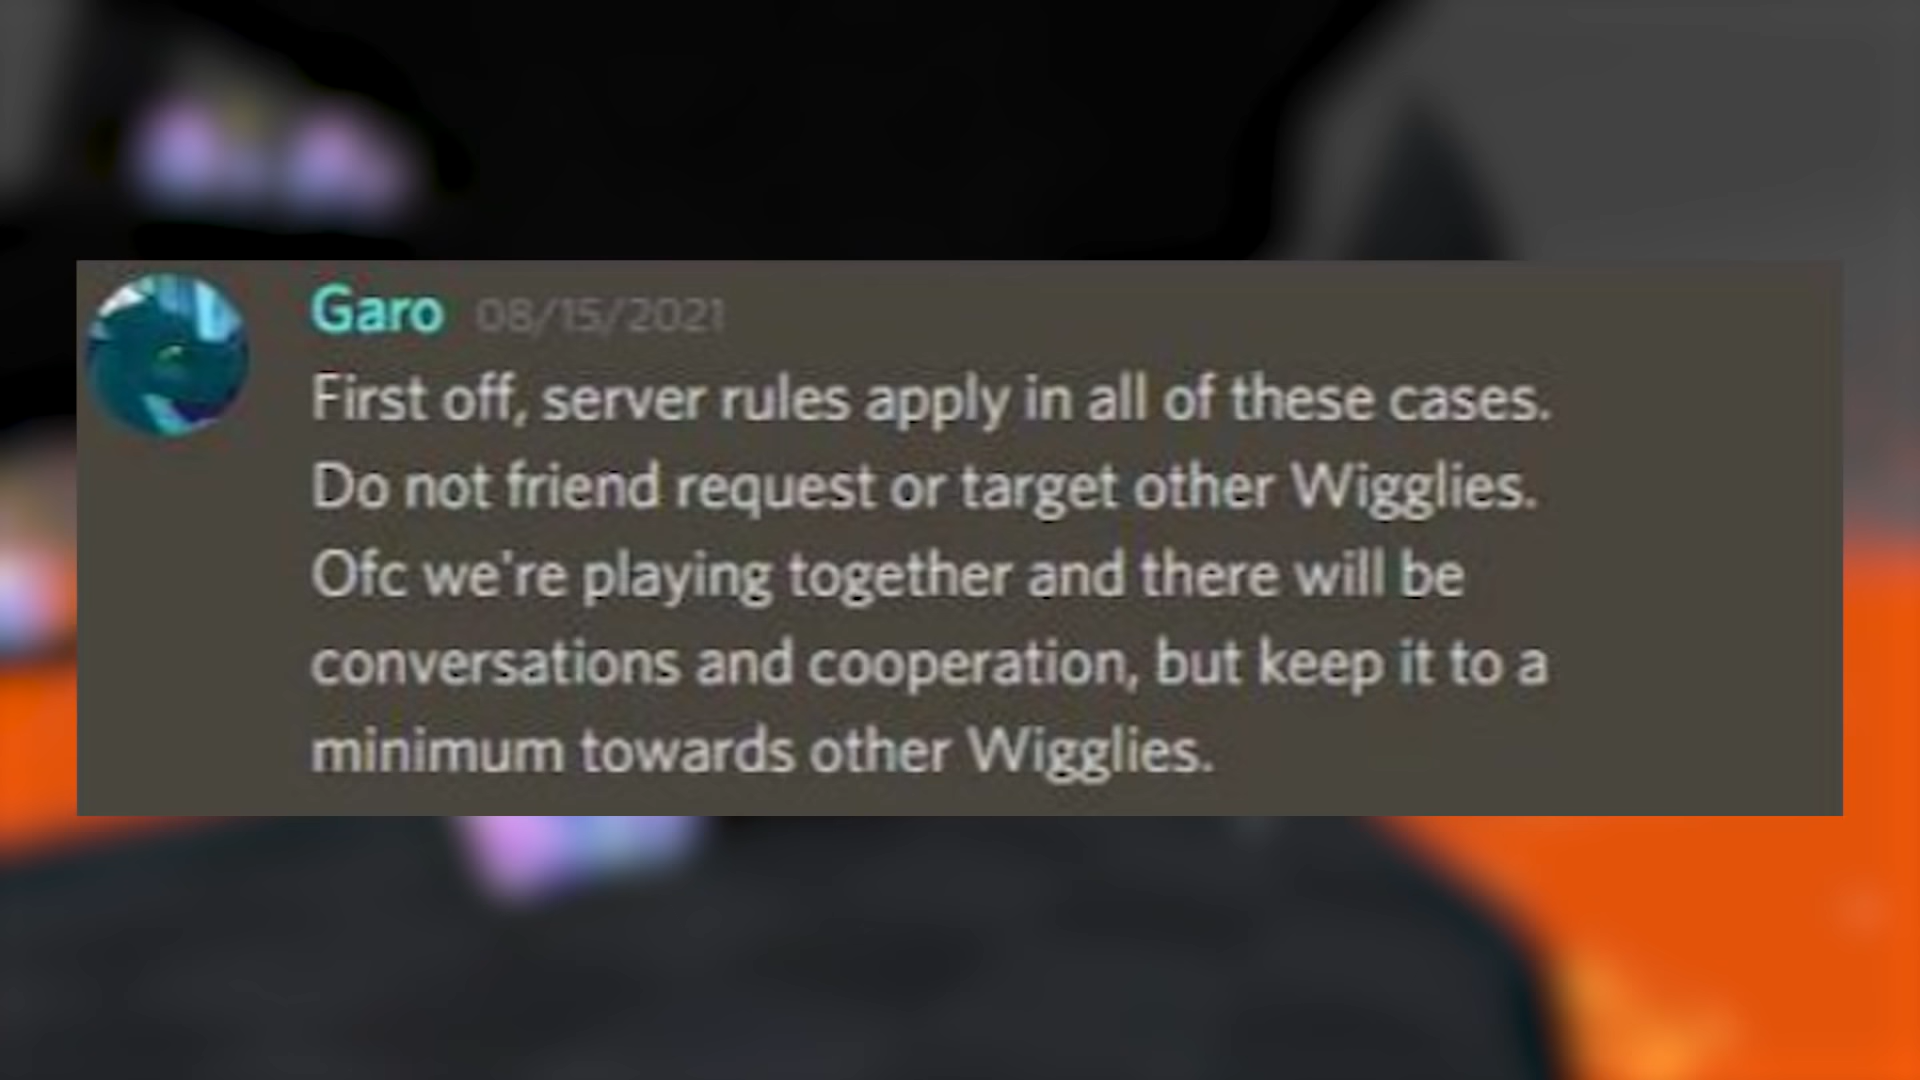 Garo 08/15/2021
First off, server rules apply in all of these cases.
Do not friend request or target other Wigglies.
Ofc we're playing together and there will be
conversations and cooperation, but keep it to a
minimum towards other Wigglies.